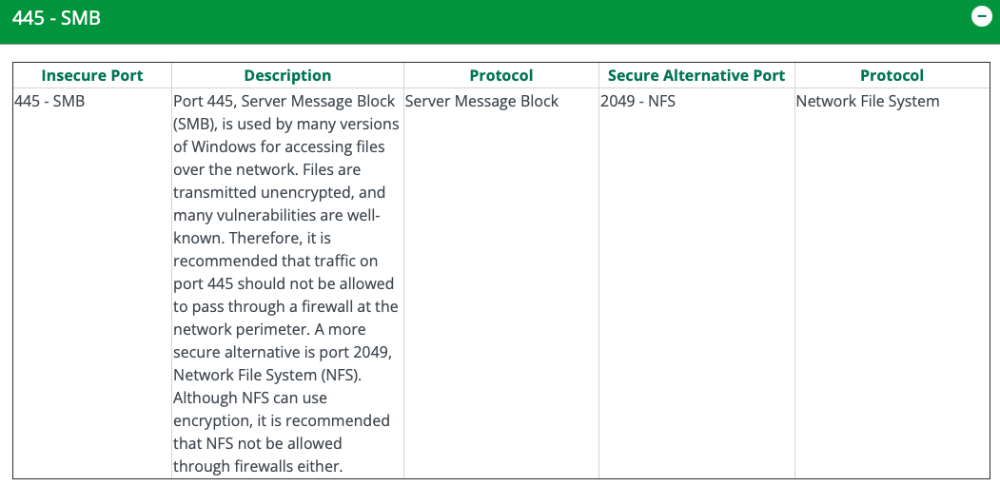 445 - SMB
Insecure Port Description Protocol Secure Alternative Port Protocol
445 - SMB Port 445, Server Message Block Server Message Block 2049 - NFS Network File System
(SMB), is used by many versions
of Windows for accessing files
over the network. Files are
transmitted unencrypted, and
many vulnerabilities are well-
known. Therefore, it is
recommended that traffic on
port 445 should not be allowed
to pass through a firewall at the
network perimeter. A more
secure alternative is port 2049,
Network File System (NFS).
Although NFS can use
encryption, it is recommended
that NFS not be allowed
through firewalls either.